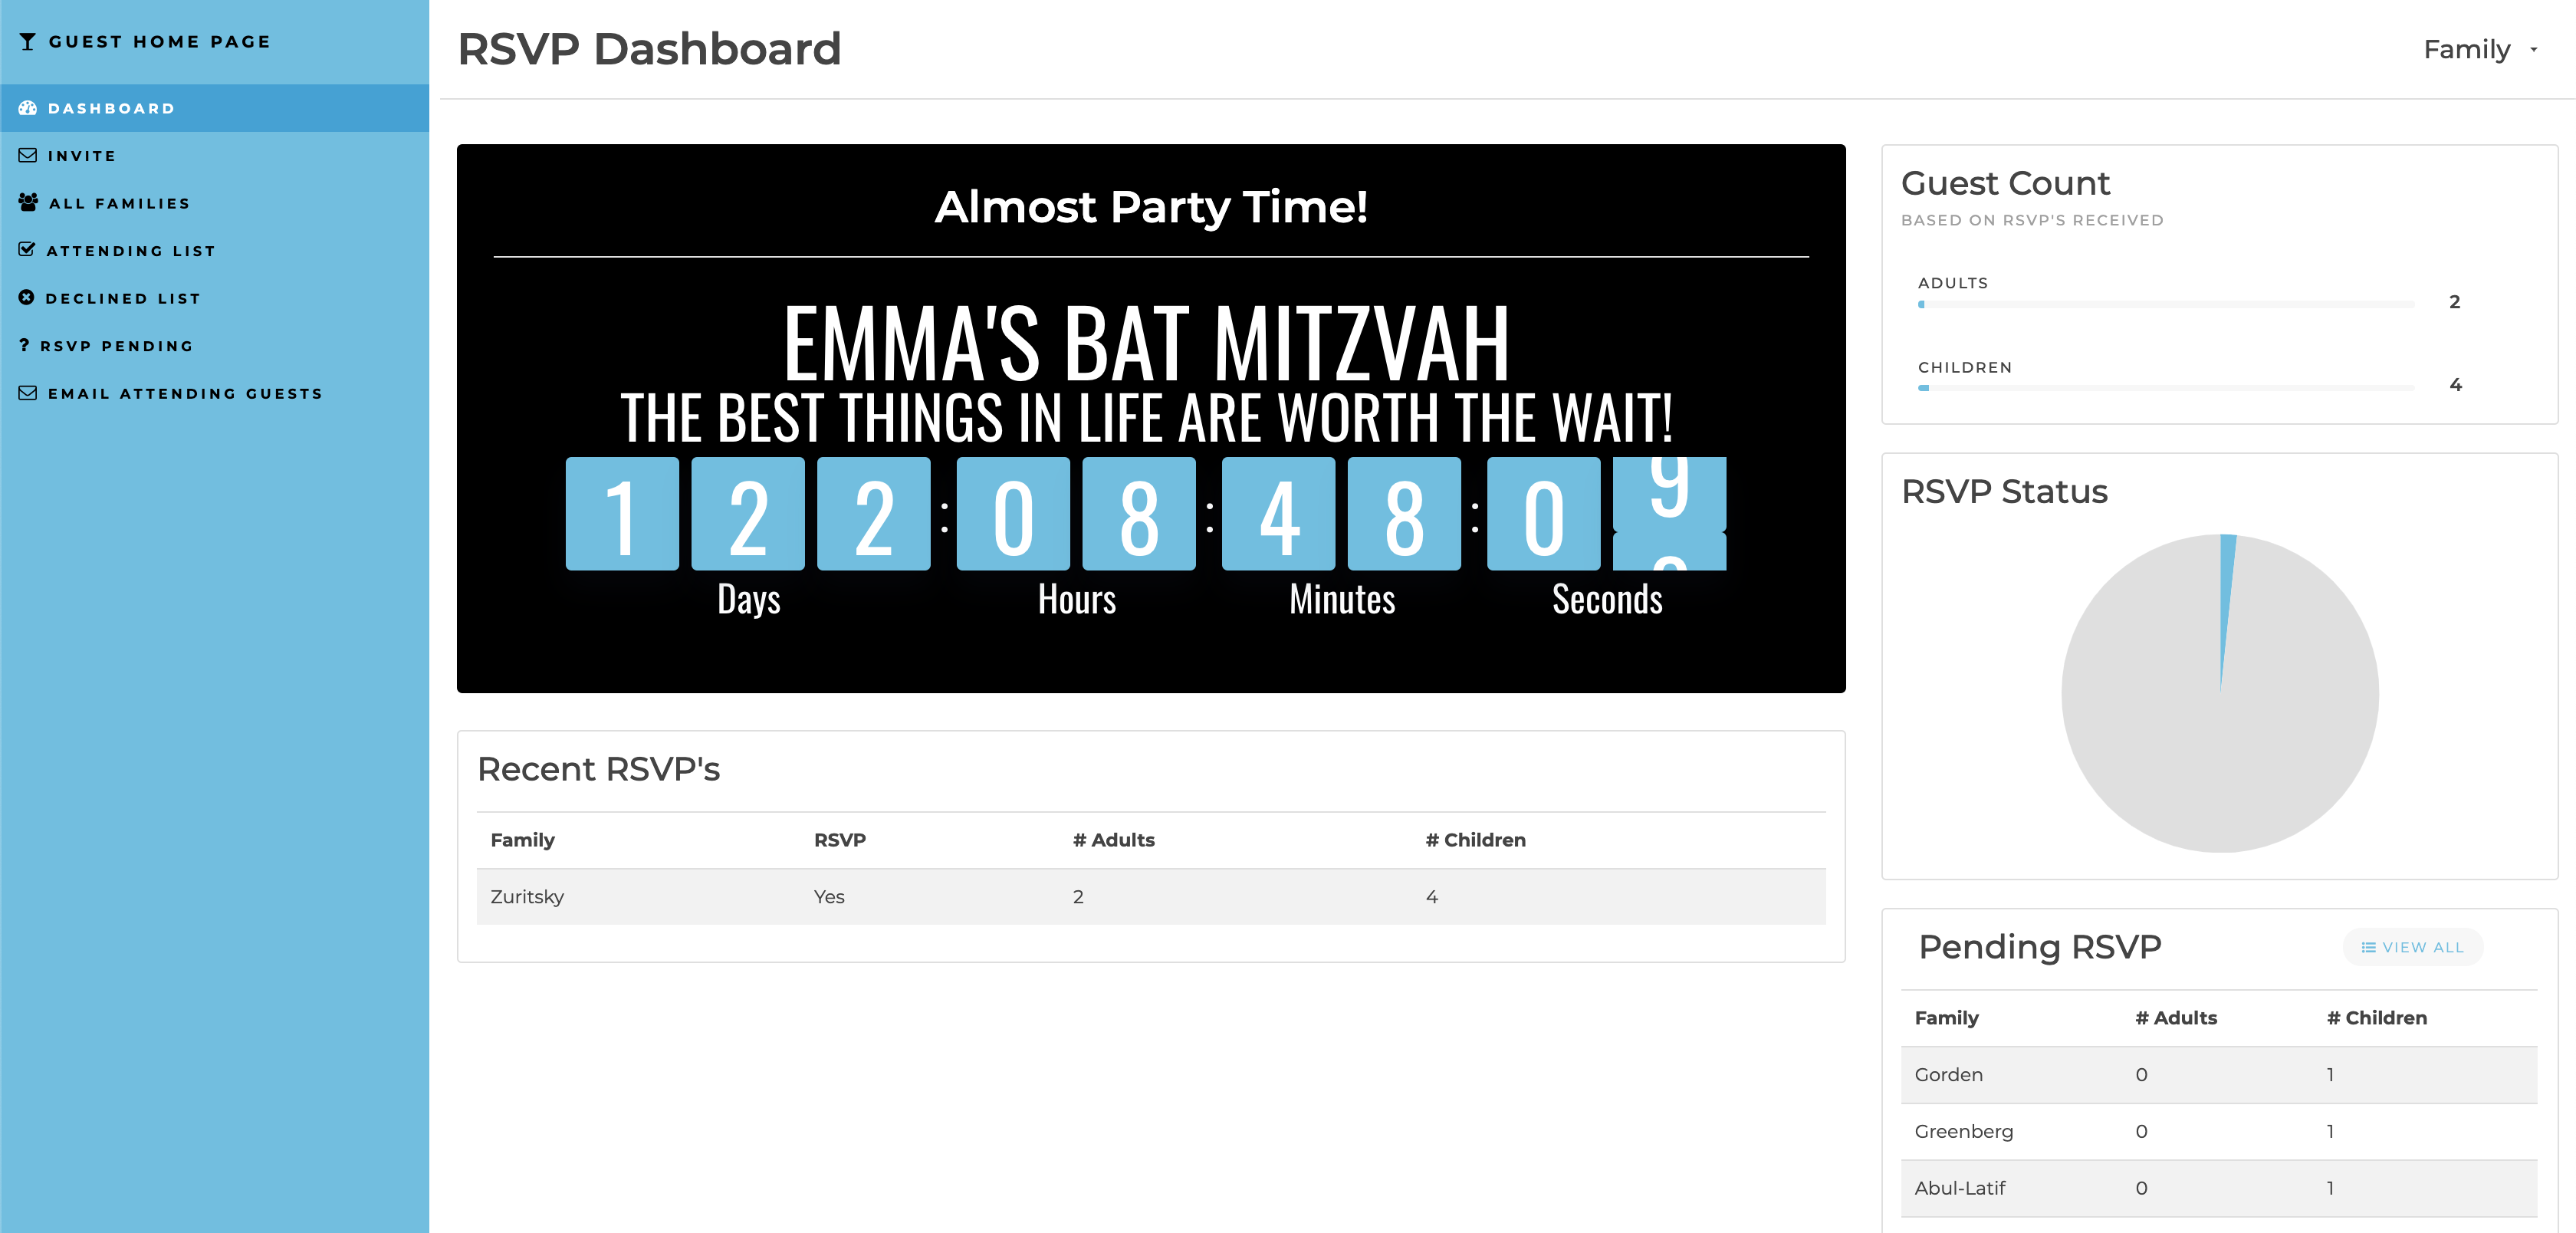 GUEST HOME PAGE
DASHBOARD
INVITE
ALL FAMILIES
ATTENDING LIST
DECLINED LIST
? RSVP PENDING
EMAIL ATTENDING GUESTS
RSVP Dashboard
Family
Almost Party Time!
EMMA'S BAT MITZVAH
THE BEST THINGS IN LIFE ARE WORTH THE WAIT!
1 2 2 : 0 8 : 4 8 : 0 9
Days Hours Minutes Seconds
Recent RSVP's
Family RSVP # Adults # Children
Zuritsky Yes 2 4
Guest Count
BASED ON RSVP'S RECEIVED
ADULTS 2
CHILDREN 4
RSVP Status
Pending RSVP VIEW ALL
Family # Adults # Children
Gorden 0 1
Greenberg 0 1
Abul-Latif 0 1